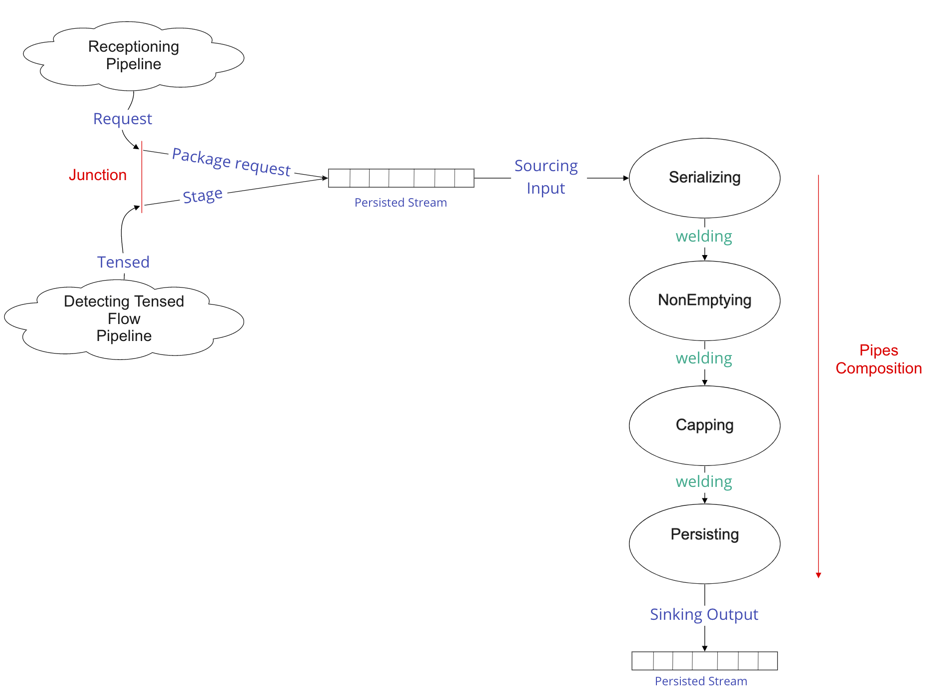 Receptioning
Pipeline
Request
Junction
Package request
Stage
Tensed
Detecting Tensed
Flow
Pipeline
Persisted Stream
Sourcing
Input
Serializing
welding
NonEmptying
welding
Capping
welding
Persisting
Pipes
Composition
Sinking Output
Persisted Stream